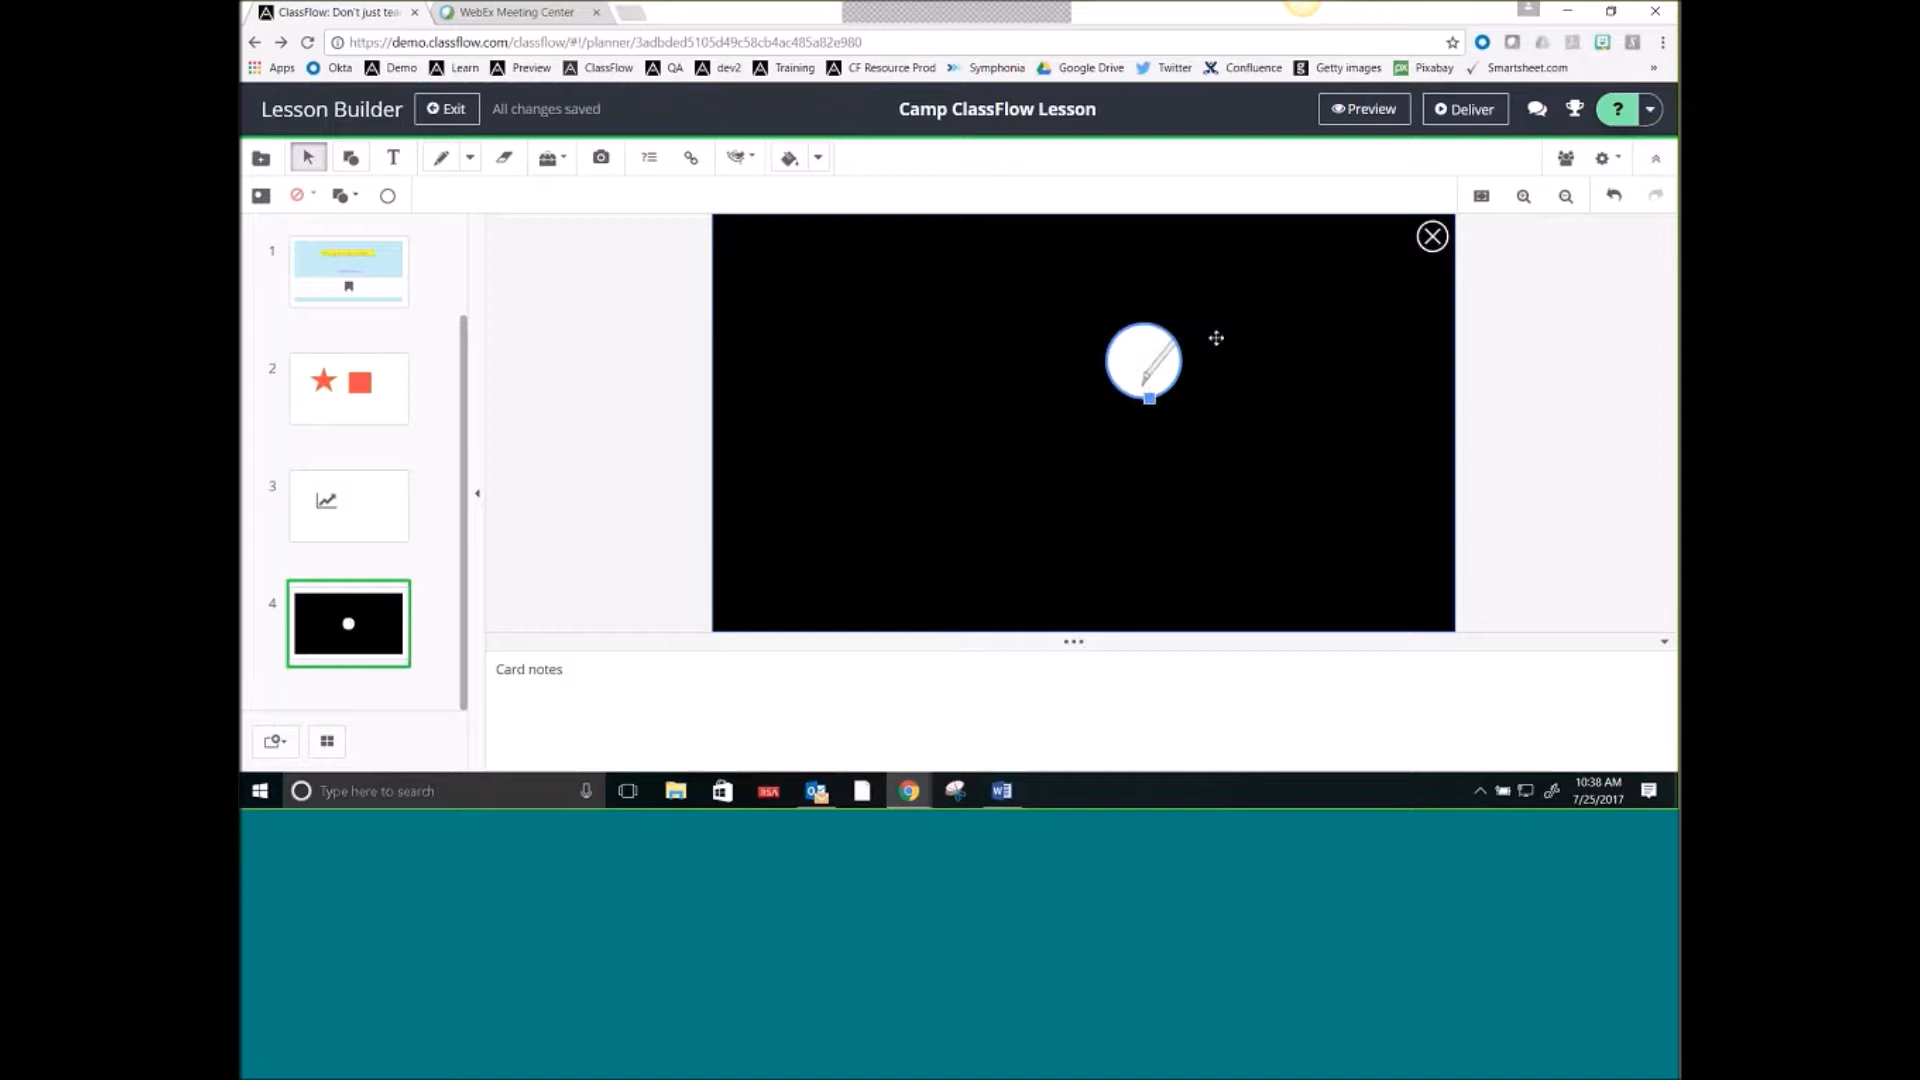 ClassFlow: Don't just tea
WebEx Meeting Center
https://demo.classflow.com/classflow/#!/planner/3adbded5105d49c58cb4ac485a82e980
Apps Okta Demo Learn Preview ClassFlow QA dev2 Training CF Resource Prod Symphonia Google Drive Twitter Confluence Getty images Pixabay Smartsheet.com »
Lesson Builder Exit All changes saved Camp ClassFlow Lesson Preview Deliver ?
T
1
2
3
4
Card notes
Type here to search
RSA
10:38 AM
7/25/2017